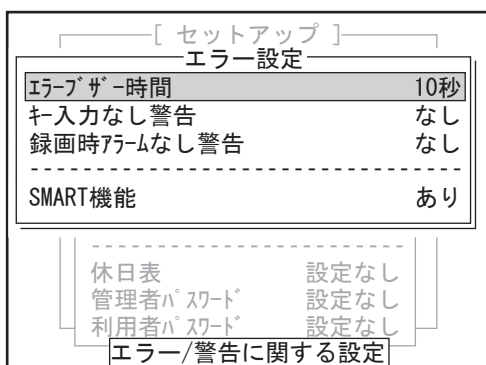 [ セットアップ ]
エラー設定
ｴﾗｰﾌﾞｻﾞｰ時間 10秒
ｷｰ入力なし警告 なし
録画時ｱﾗｰﾑなし警告 なし
SMART機能 あり
休日表 設定なし
管理者ﾊﾟｽﾜｰﾄﾞ 設定なし
利用者ﾊﾟｽﾜｰﾄﾞ 設定なし
エラー/警告に関する設定